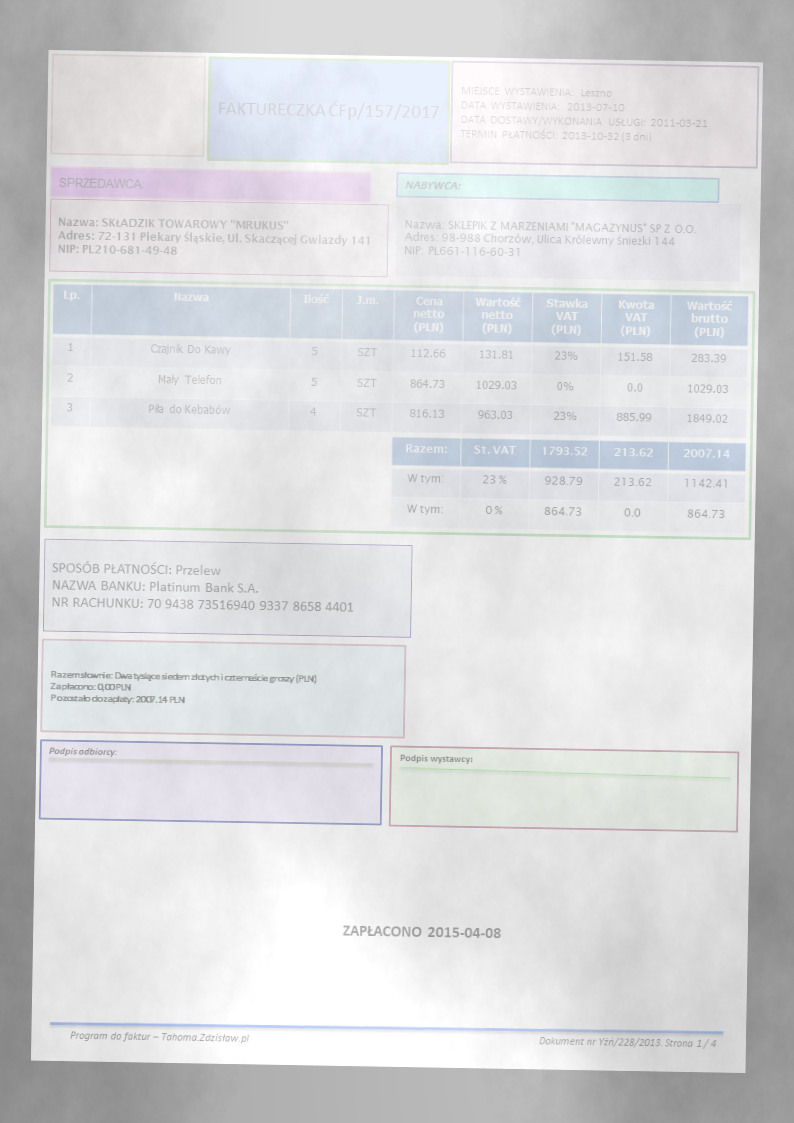 FAKTURECZKA ĆFp/157/2017
MIEJSCE WYSTAWIENIA: Leszno
DATA WYSTAWIENIA: 2013-07-10
DATA DOSTAWY/WYKONANIA USŁUGI: 2011-03-21
TERMIN PŁATNOŚCI: 2013-10-32 (3 dni)
SPRZEDAWCA
Nazwa: SKŁADZIK TOWAROWY "MRUKUS"
Adres: 72-131 Piekary Śląskie, Ul. Skaczącej Gwiazdy 141
NIP: PL210-681-49-48
NABYWCA:
Nazwa: SKLEPIK Z MARZENIAMI "MAGAZYNUS" SP Z O.O.
Adres: 98-988 Chorzów, Ulica Królewny Śnieżki 144
NIP: PL661-116-60-31
Lp. Nazwa Ilość J.m. Cena netto (PLN) Wartość netto (PLN) Stawka VAT (PLN) Kwota VAT (PLN) Wartość brutto (PLN)
1 Czajnik Do Kawy 5 SZT 112.66 131.81 23% 151.58 283.39
2 Mały Telefon 5 SZT 864.73 1029.03 0% 0.0 1029.03
3 Piła do Kebabów 4 SZT 816.13 963.03 23% 885.99 1849.02
Razem: St. VAT 1793.52 213.62 2007.14
W tym: 23 % 928.79 213.62 1142.41
W tym: 0 % 864.73 0.0 864.73
SPOSÓB PŁATNOŚCI: Przelew
NAZWA BANKU: Platinum Bank S.A.
NR RACHUNKU: 70 9438 73516940 9337 8658 4401
Razem słownie: Dwa tysiące siedem złotych i czterneście groszy (PLN)
Zapłacono: 0,00 PLN
Pozostało do zapłaty: 2007.14 PLN
Podpis odbiorcy:
Podpis wystawcy:
ZAPŁACONO 2015-04-08
Program do faktur – Tahoma.Zdzisław.pl
Dokument nr Yźń/228/2013. Strona 1 / 4